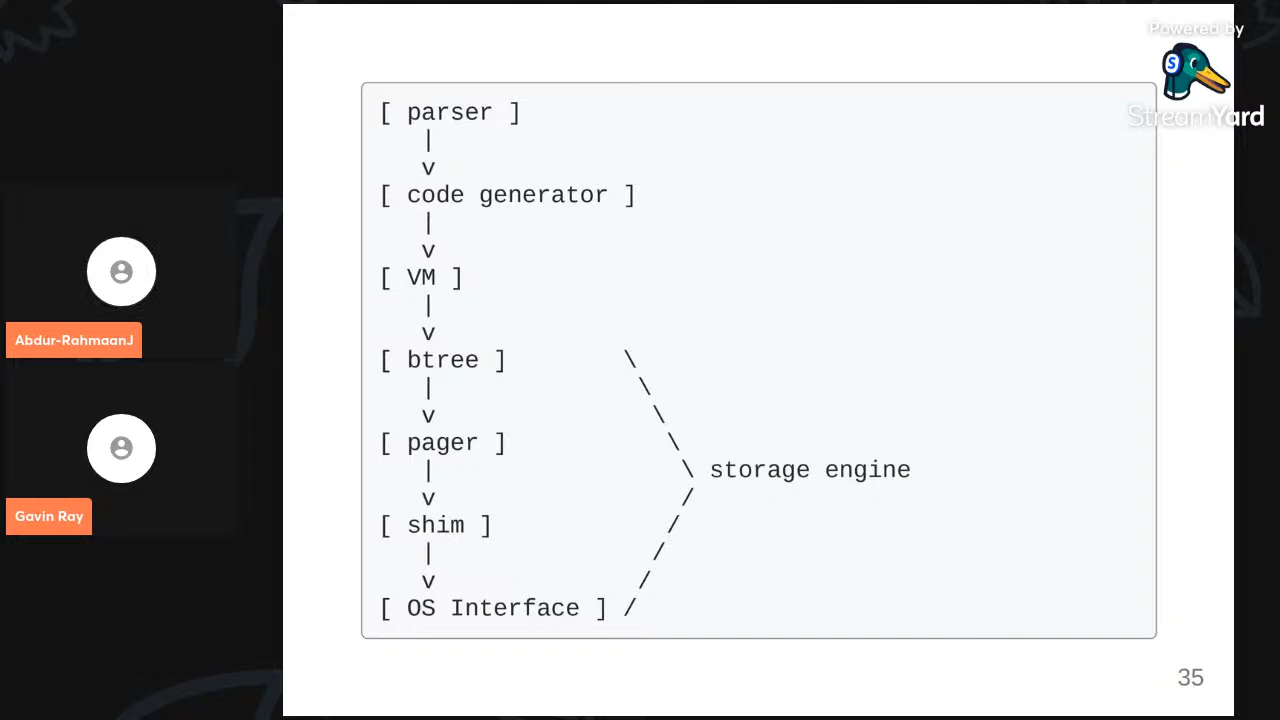 Powered by
S
StreamYard
[ parser ]
|
v
[ code generator ]
|
v
[ VM ]
|
v
[ btree ] \
| \
v \
[ pager ] \
| \ storage engine
v /
[ shim ] /
| /
v /
[ OS Interface ] /
35
Abdur-RahmaanJ
Gavin Ray